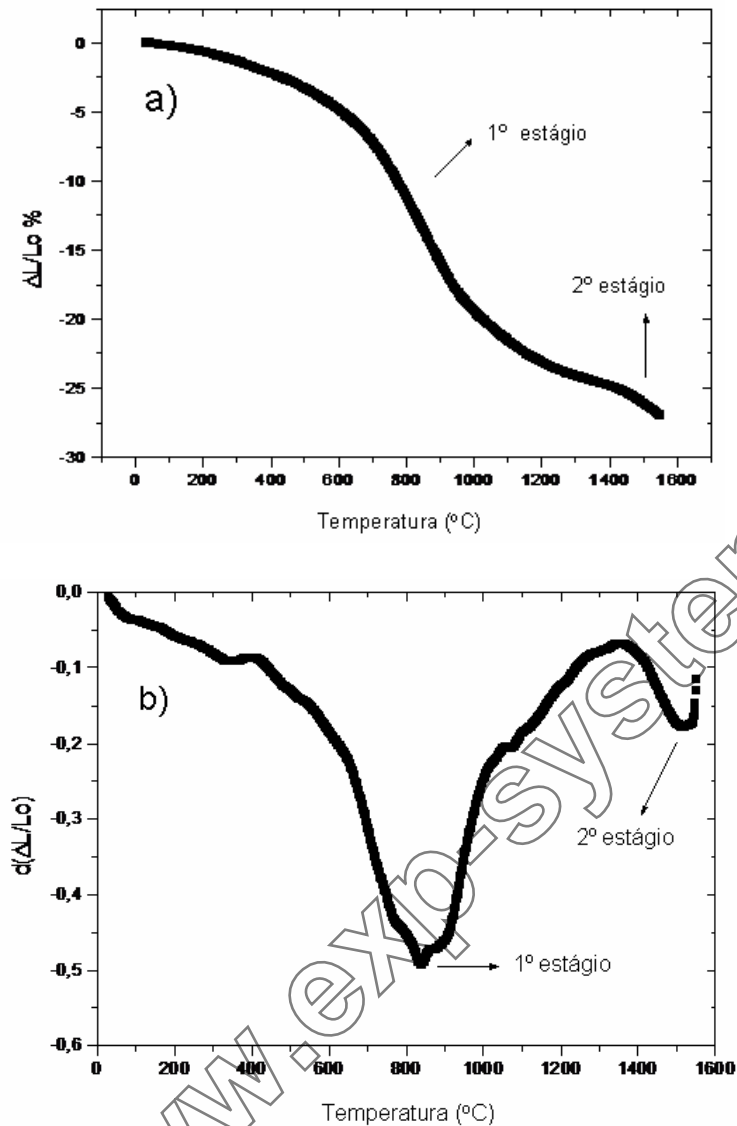 0
a)
1º estágio
-5
-10
ΔL/Lo %
-15
2º estágio
-20
-25
-30
0 200 400 600 800 1000 1200 1400 1600
Temperatura (ºC)
0,0
-0,1
b)
-0,2
d(ΔL/Lo)
2º estágio
-0,3
-0,4
-0,5
1º estágio
-0,6
0 200 400 600 800 1000 1200 1400 1600
Temperatura (ºC)
www.exp-system